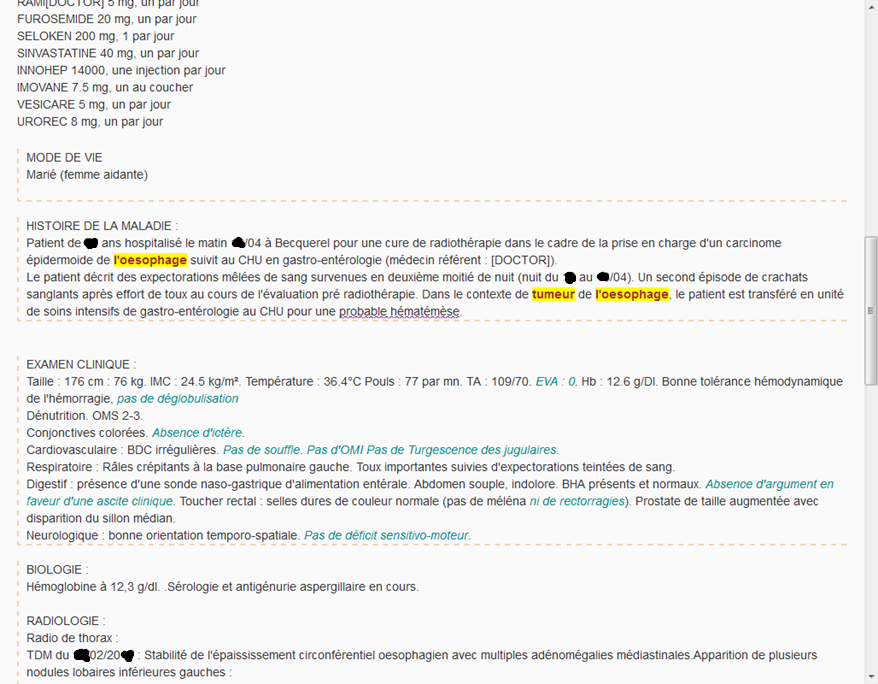 RAMI[DOCTOR] 5 mg, un par jour
FUROSEMIDE 20 mg, un par jour
SELOKEN 200 mg, 1 par jour
SINVASTATINE 40 mg, un par jour
INNOHEP 14000, une injection par jour
IMOVANE 7.5 mg, un au coucher
VESICARE 5 mg, un par jour
UROREC 8 mg, un par jour
MODE DE VIE
Marié (femme aidante)
HISTOIRE DE LA MALADIE :
Patient de ans hospitalisé le matin /04 à Becquerel pour une cure de radiothérapie dans le cadre de la prise en charge d'un carcinome
épidermoide de l'oesophage suivit au CHU en gastro-entérologie (médecin référent : [DOCTOR]).
Le patient décrit des expectorations mêlées de sang survenues en deuxième moitié de nuit (nuit du au /04). Un second épisode de crachats
sanglants après effort de toux au cours de l'évaluation pré radiothérapie. Dans le contexte de tumeur de l'oesophage, le patient est transféré en unité
de soins intensifs de gastro-entérologie au CHU pour une probable hématémèse.
EXAMEN CLINIQUE :
Taille : 176 cm : 76 kg. IMC : 24.5 kg/m². Température : 36.4°C Pouls : 77 par mn. TA : 109/70. EVA : 0. Hb : 12.6 g/Dl. Bonne tolérance hémodynamique
de l'hémorragie, pas de déglobulisation
Dénutrition. OMS 2-3.
Conjonctives colorées. Absence d'ictère.
Cardiovasculaire : BDC irrégulières. Pas de souffle. Pas d'OMI Pas de Turgescence des jugulaires.
Respiratoire : Râles crépitants à la base pulmonaire gauche. Toux importantes suivies d'expectorations teintées de sang.
Digestif : présence d'une sonde naso-gastrique d'alimentation entérale. Abdomen souple, indolore. BHA présents et normaux. Absence d'argument en
faveur d'une ascite clinique. Toucher rectal : selles dures de couleur normale (pas de méléna ni de rectorragies). Prostate de taille augmentée avec
disparition du sillon médian.
Neurologique : bonne orientation temporo-spatiale. Pas de déficit sensitivo-moteur.
BIOLOGIE :
Hémoglobine à 12,3 g/dl. .Sérologie et antigénurie aspergillaire en cours.
RADIOLOGIE :
Radio de thorax :
TDM du 02/20 : Stabilité de l'épaississement circonférentiel oesophagien avec multiples adénomégalies médiastinales.Apparition de plusieurs
nodules lobaires inférieures gauches :